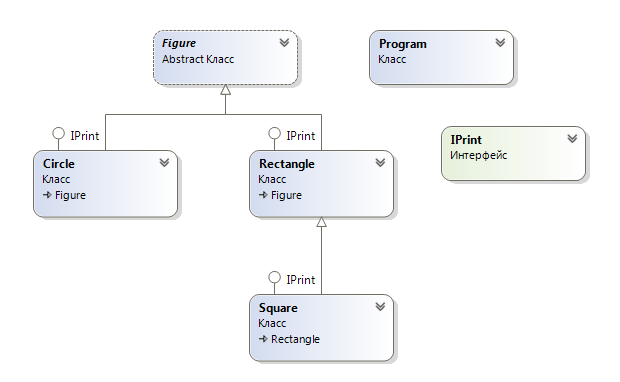 Figure
Abstract Класс
Program
Класс
IPrint
IPrint
IPrint
Интерфейс
Circle
Класс
Figure
Rectangle
Класс
Figure
IPrint
Square
Класс
Rectangle